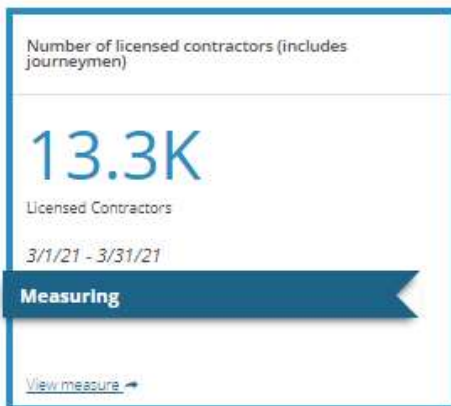 Number of licensed contractors (includes
journeymen)
13.3K
Licensed Contractors
3/1/21 - 3/31/21
Measuring
View measure